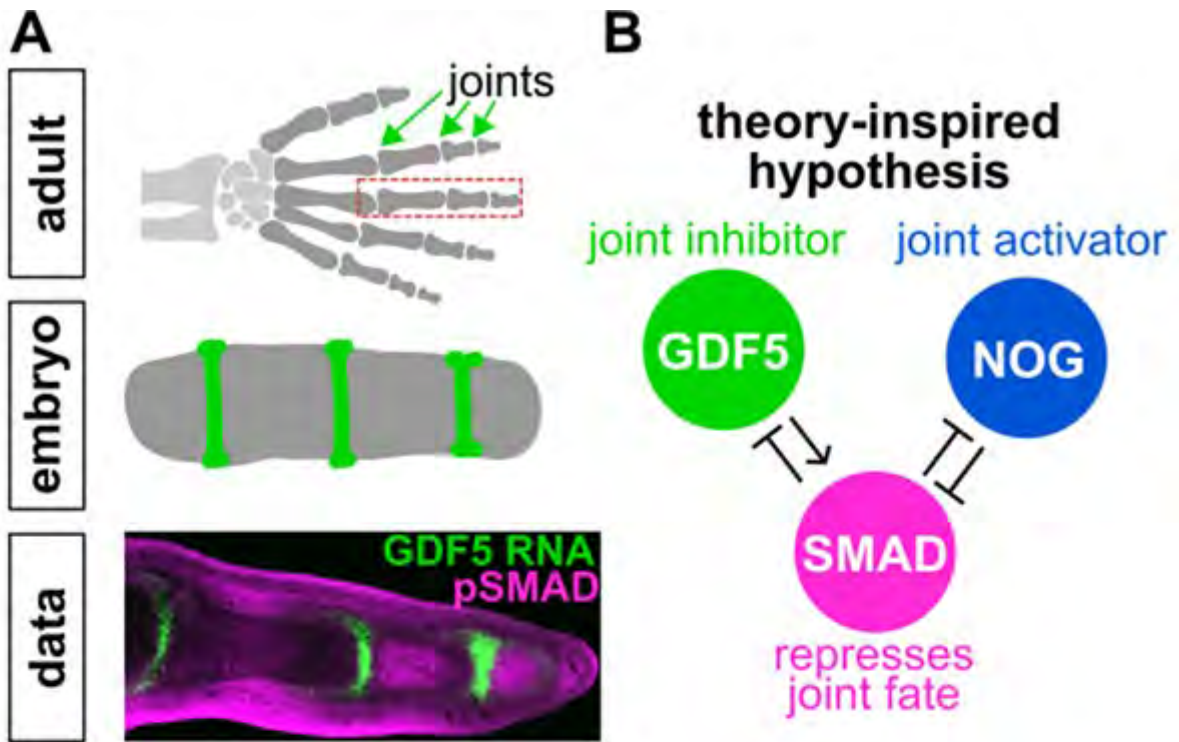 A
adult
joints
embryo
data
GDF5 RNA
pSMAD
B
theory-inspired
hypothesis
joint inhibitor
joint activator
GDF5
NOG
SMAD
represses
joint fate